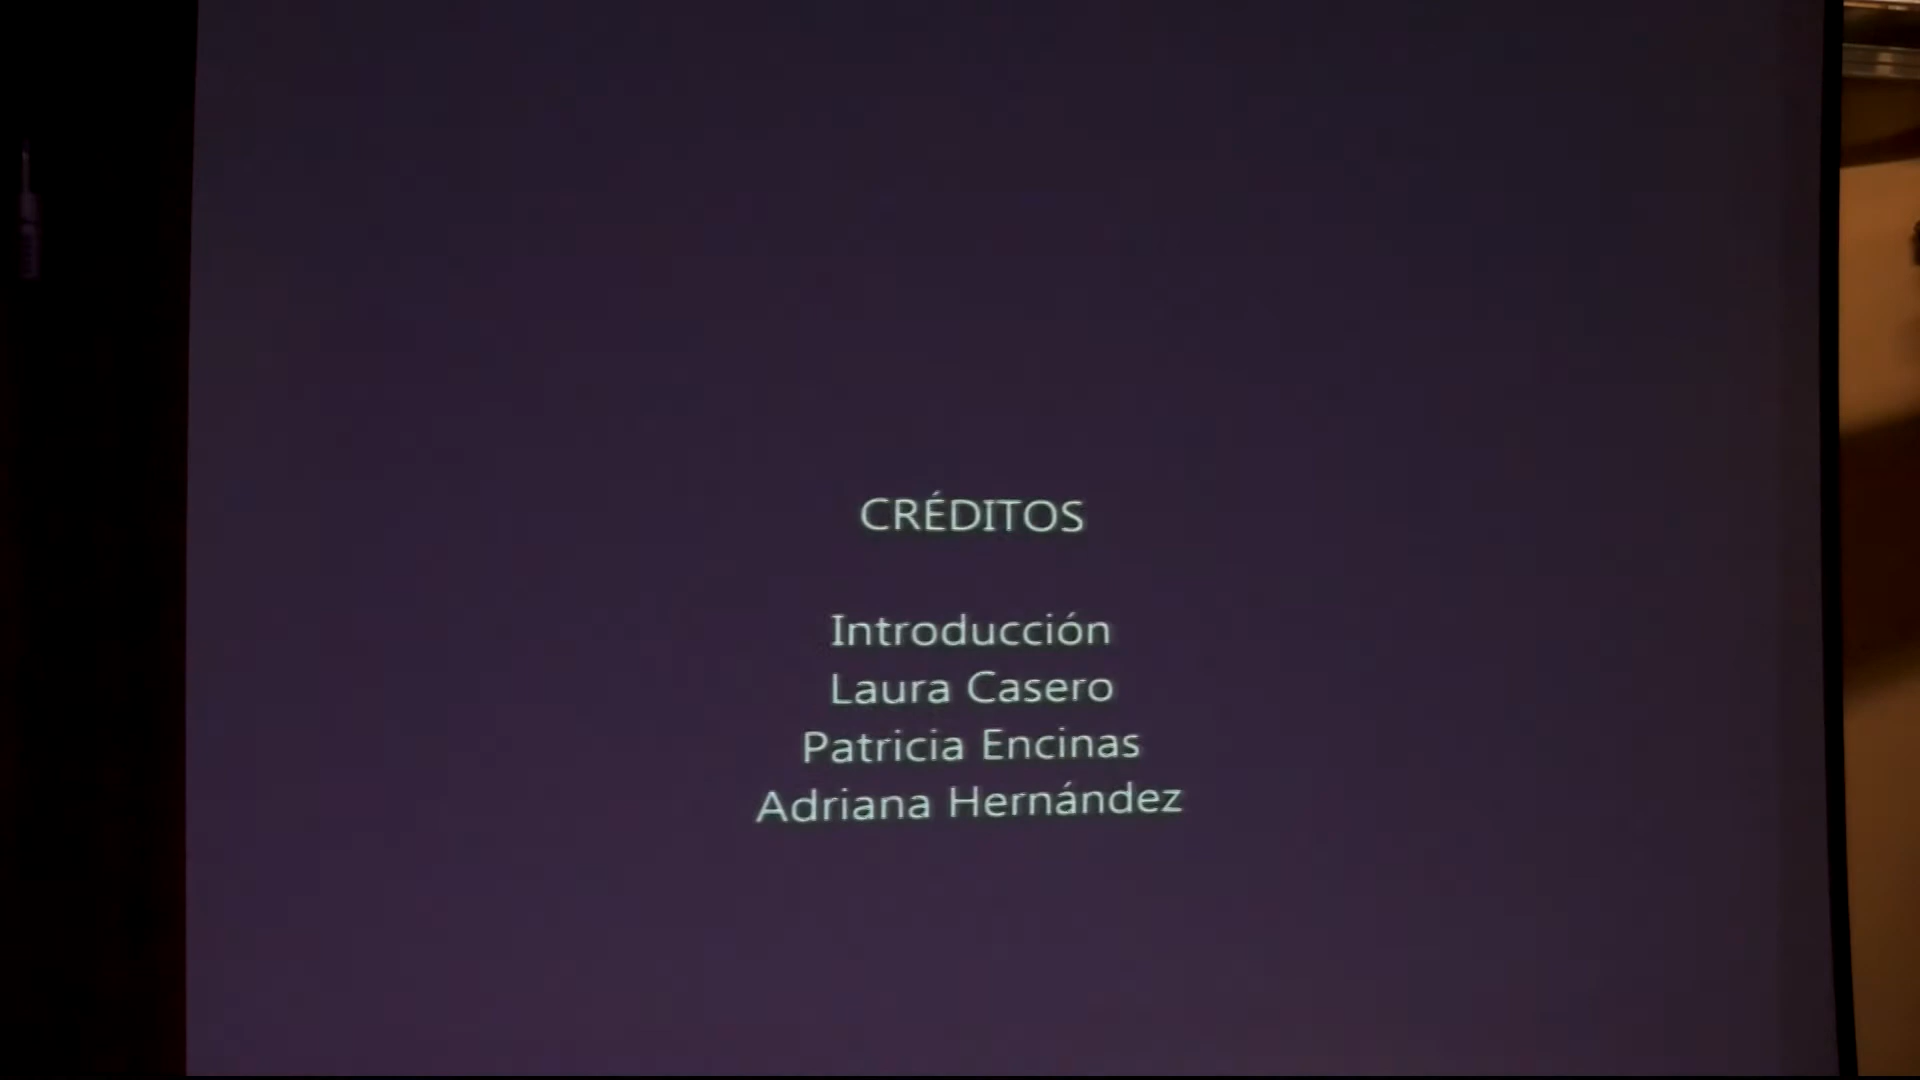 CRÉDITOS
Introducción
Laura Casero
Patricia Encinas
Adriana Hernández